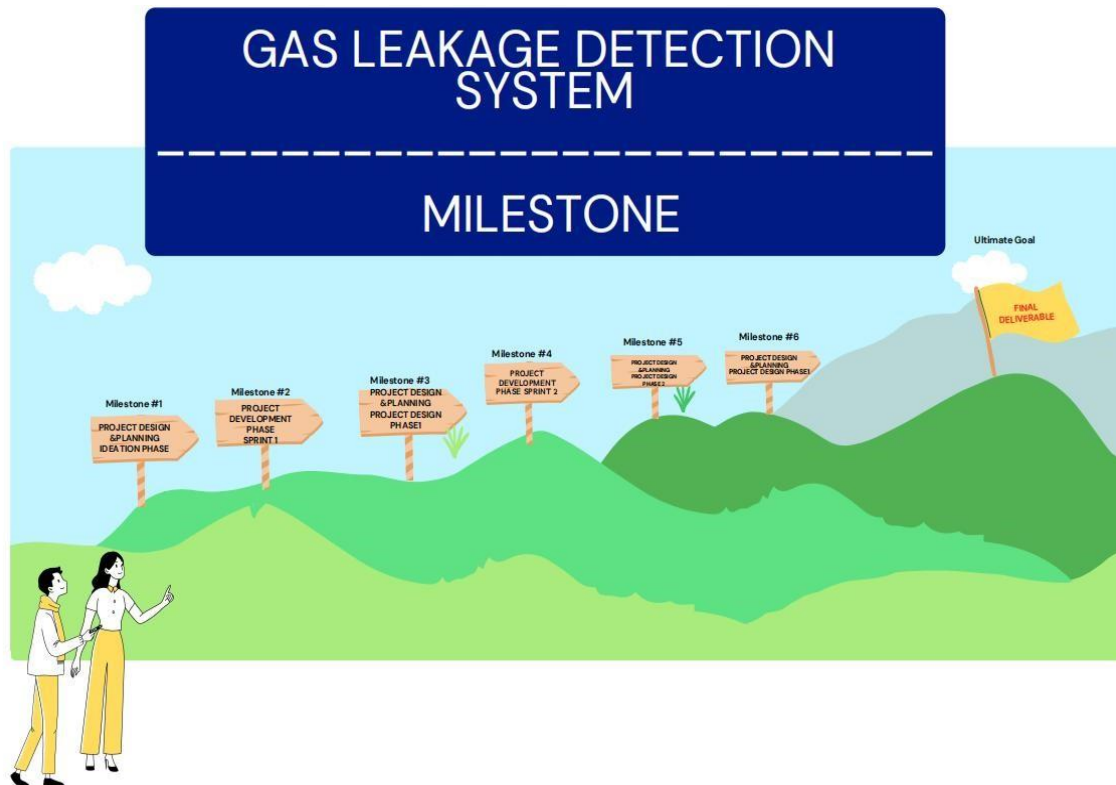 GAS LEAKAGE DETECTION
SYSTEM
MILESTONE
Ultimate Goal
FINAL
DELIVERABLE
Milestone #1
PROJECT DESIGN
&PLANNING
IDEATION PHASE
Milestone #2
PROJECT
DEVELOPMENT
PHASE
SPRINT 1
Milestone #3
PROJECT DESIGN
&PLANNING
PROJECT DESIGN
PHASE1
Milestone #4
PROJECT
DEVELOPMENT
PHASE SPRINT 2
Milestone #5
PROJECT DESIGN
&PLANNING
PROJECT DESIGN
PHASE2
Milestone #6
PROJECT DESIGN
&PLANNING
PROJECT DESIGN PHASE1